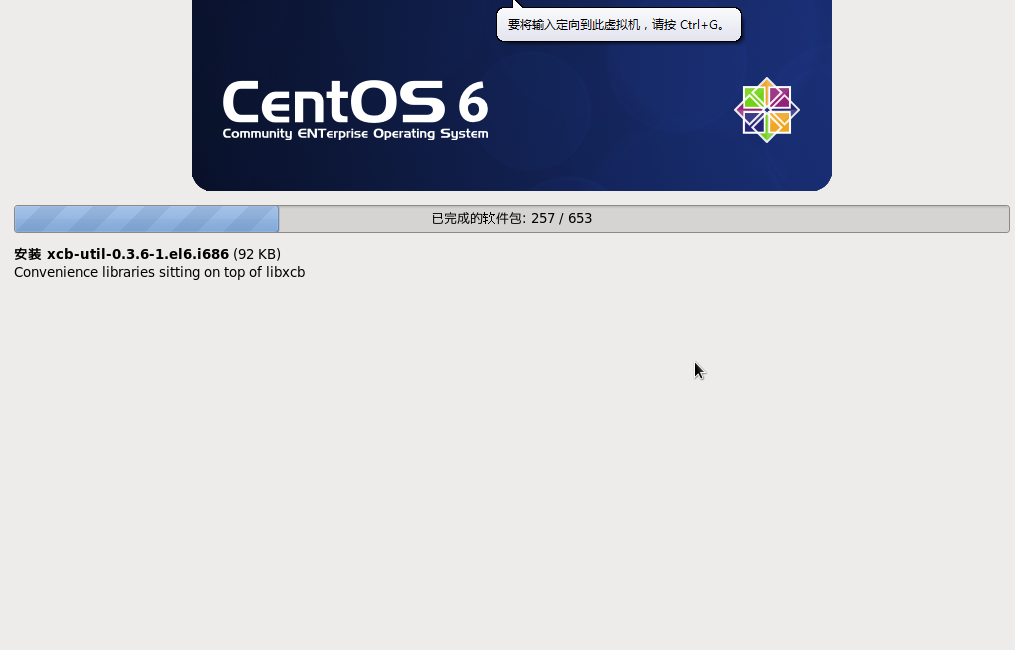 要将输入定向到此虚拟机，请按 Ctrl+G。
CentOS 6
Community ENTerprise Operating System
已完成的软件包: 257 / 653
安装 xcb-util-0.3.6-1.el6.i686 (92 KB)
Convenience libraries sitting on top of libxcb